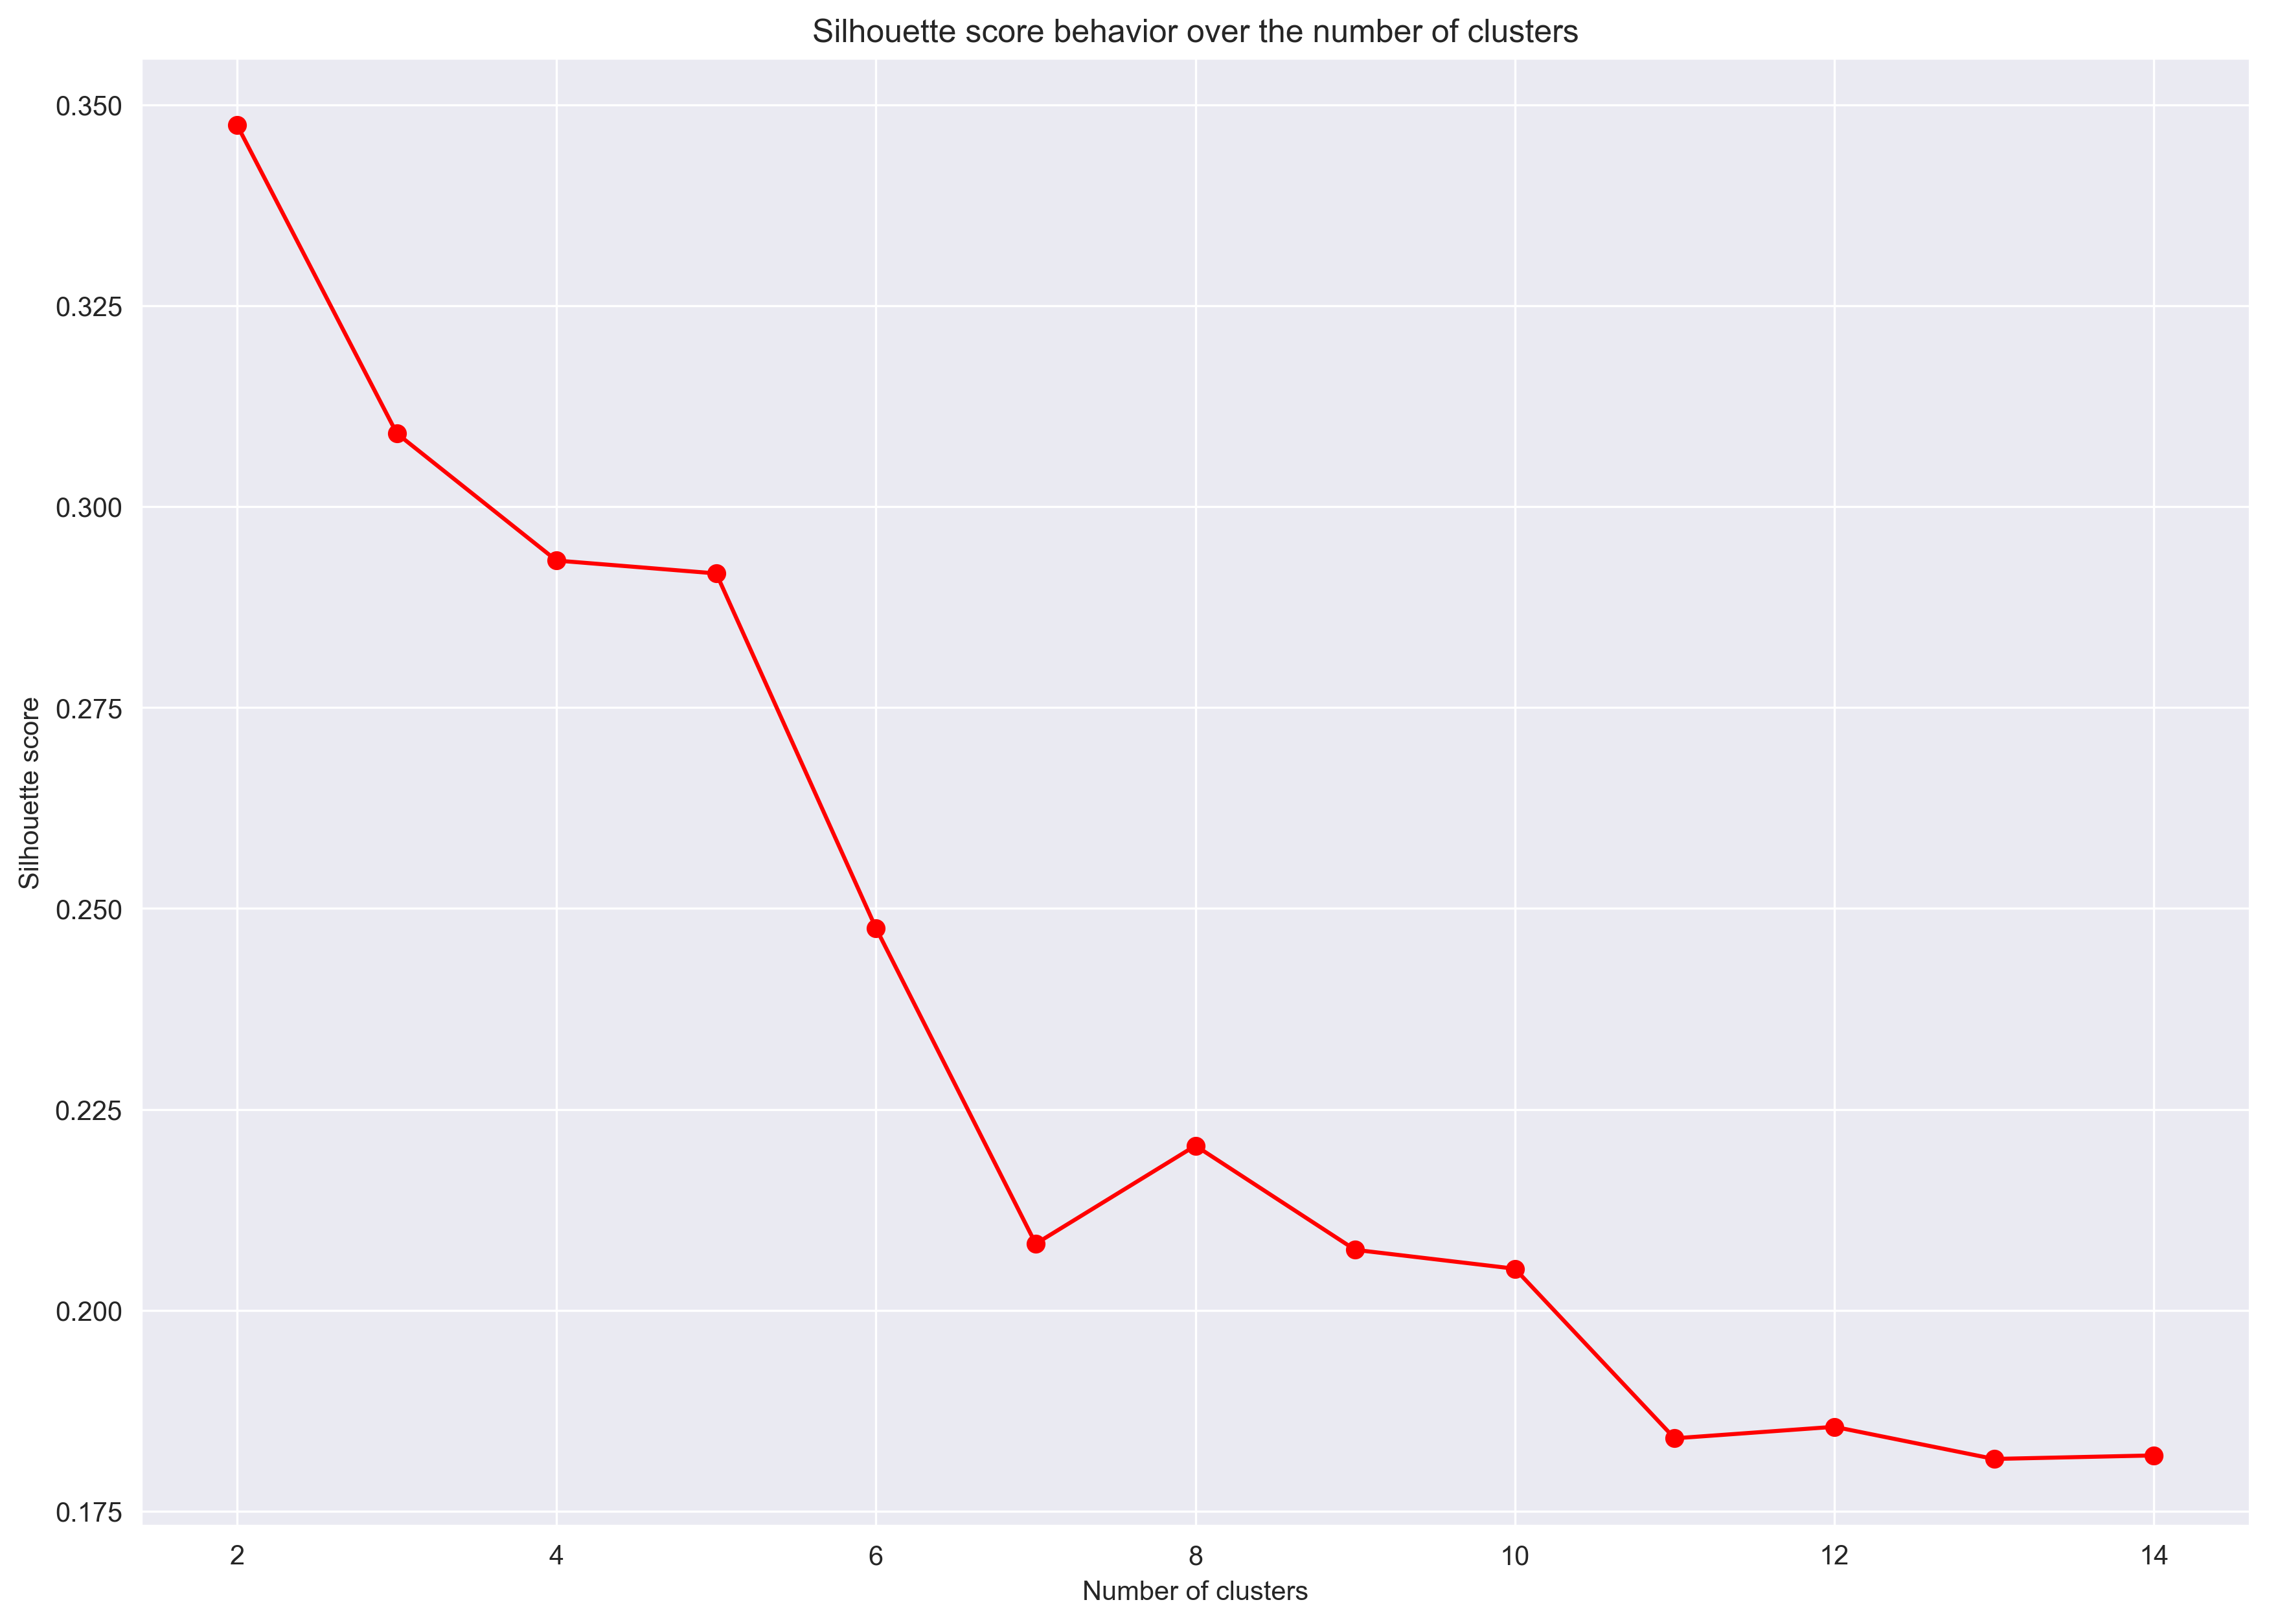 Silhouette score behavior over the number of clusters
0.350
0.325
0.300
0.275
0.250
0.225
0.200
0.175
Silhouette score
2 4 6 8 10 12 14
Number of clusters